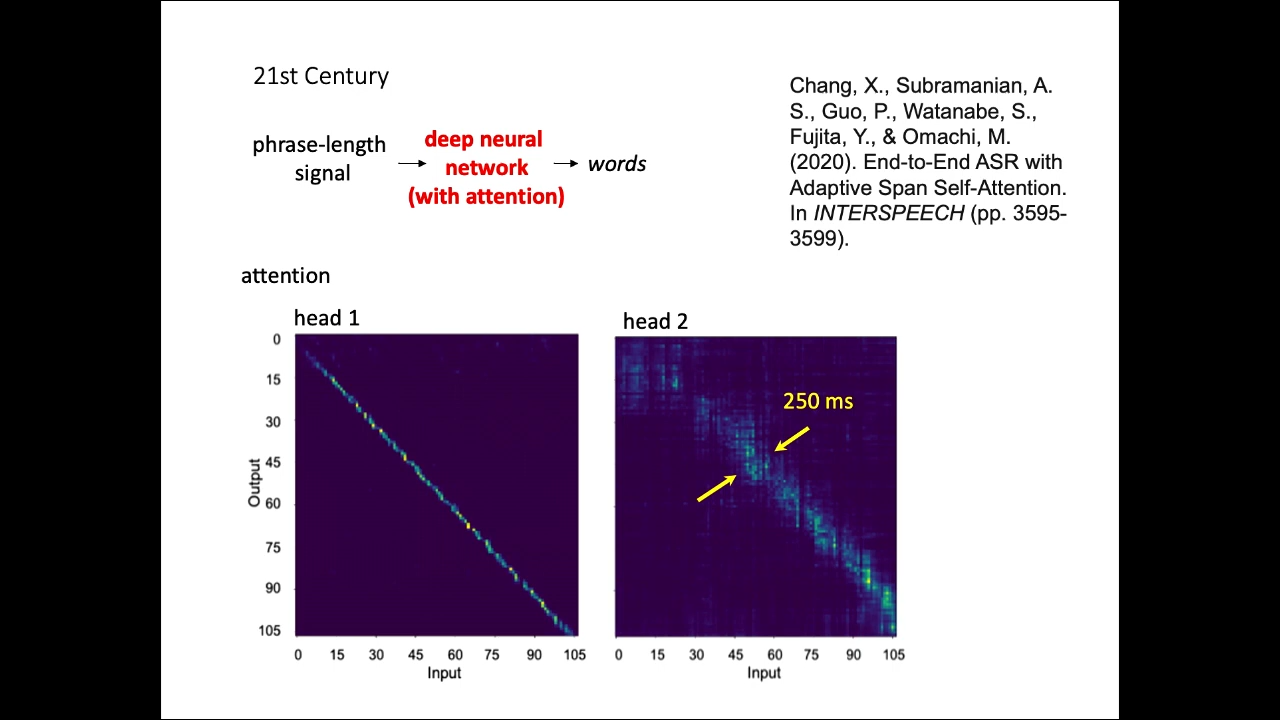 21st Century
phrase-length
signal
deep neural
network
(with attention)
words
Chang, X., Subramanian, A.
S., Guo, P., Watanabe, S.,
Fujita, Y., & Omachi, M.
(2020). End-to-End ASR with
Adaptive Span Self-Attention.
In INTERSPEECH (pp. 3595-
3599).
attention
head 1
0
15
30
45
60
75
90
105
Output
0 15 30 45 60 75 90 105
Input
head 2
250 ms
0 15 30 45 60 75 90 105
Input